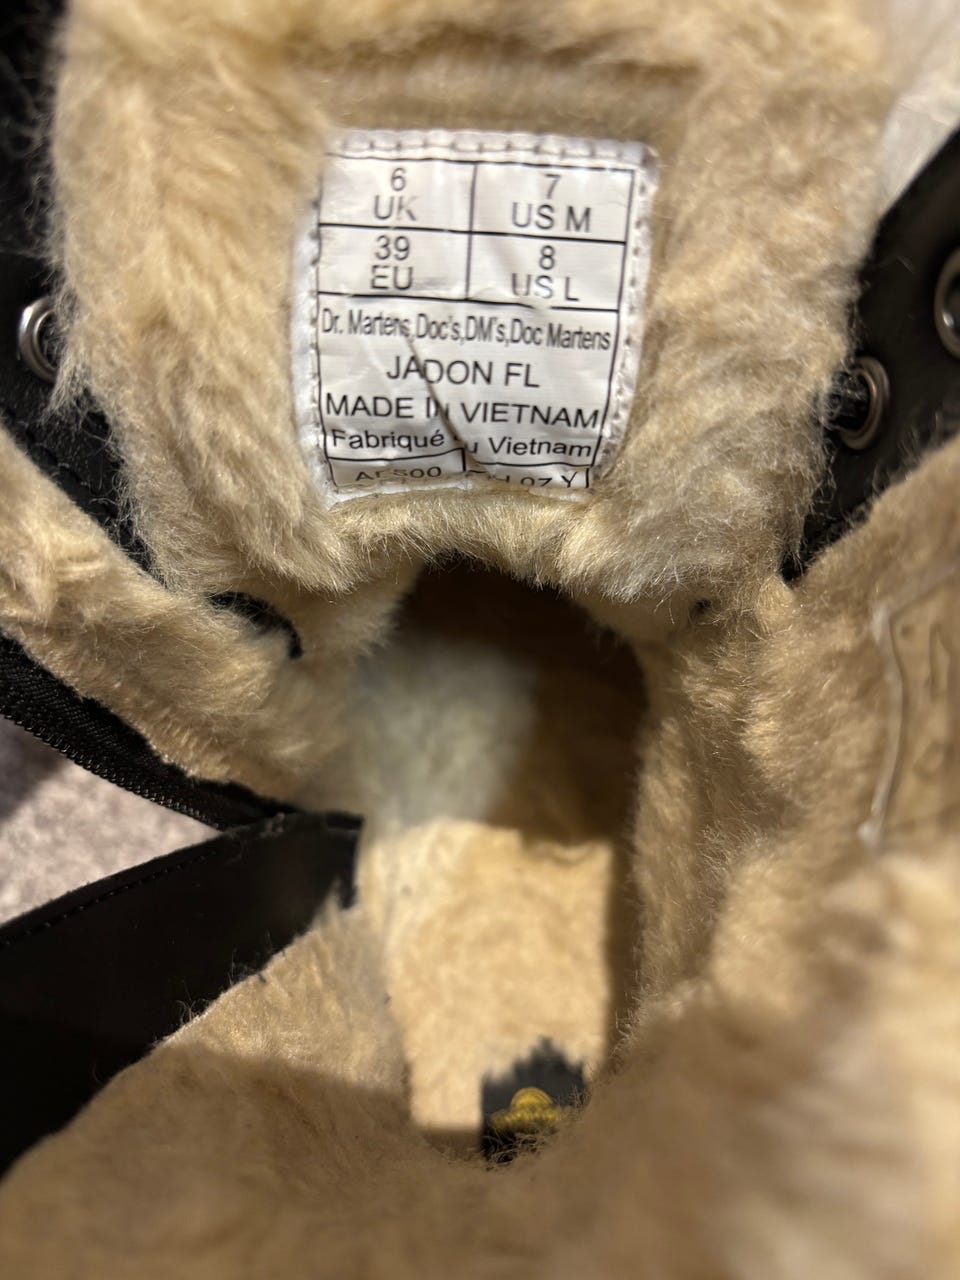 6 7
UK US M
39 8
EU US L
Dr. Martens,Doc's,DM's,Doc Martens
JADON FL
MADE IN VIETNAM
Fabriqué u Vietnam